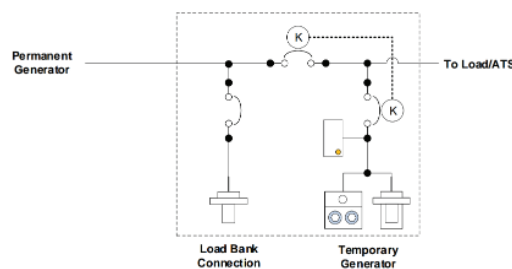 K
Permanent
Generator
To Load/ATS
K
Load Bank
Connection
Temporary
Generator